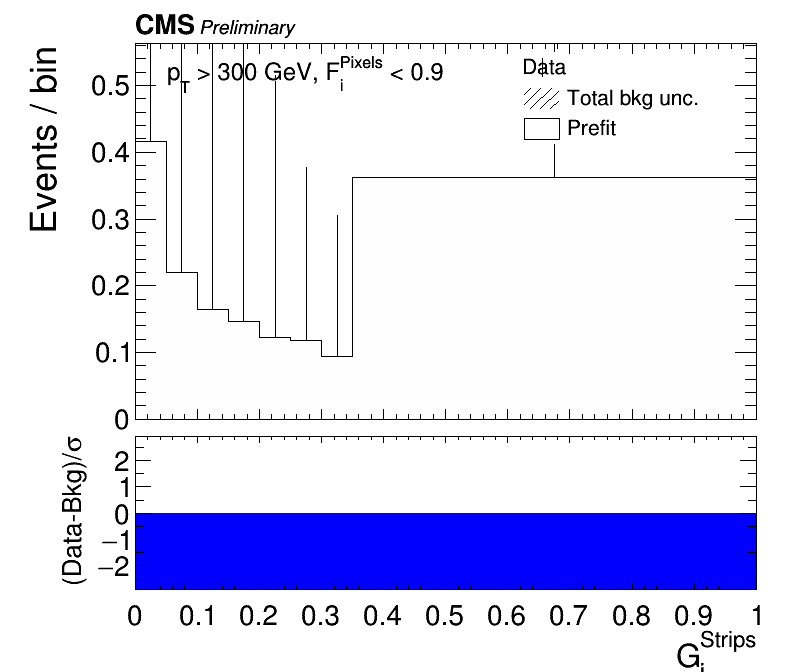 CMS Preliminary
p_T > 300 GeV, F_i^Pixels < 0.9
Data
Total bkg unc.
Prefit
Events / bin
0.5
0.4
0.3
0.2
0.1
0
(Data-Bkg)/σ
2
1
0
−1
−2
0 0.1 0.2 0.3 0.4 0.5 0.6 0.7 0.8 0.9 1
G_i^Strips